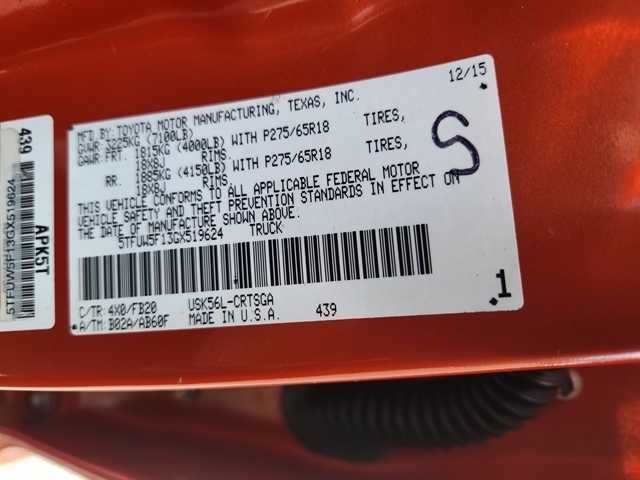 12/15
MFD BY: TOYOTA MOTOR MANUFACTURING, TEXAS, INC.
GVWR 3225KG (7100LB)
GAWR: FRT. 1815KG (4000LB) WITH P275/65R18 TIRES,
18X8J RIMS
RR. 1885KG (4150LB) WITH P275/65R18 TIRES,
18X8J RIMS
THIS VEHICLE CONFORMS TO ALL APPLICABLE FEDERAL MOTOR
VEHICLE SAFETY AND THEFT PREVENTION STANDARDS IN EFFECT ON
THE DATE OF MANUFACTURE SHOWN ABOVE.
5TFUW5F13GX519624 TRUCK
C/TR: 4X0/FB20 USK56L-CRTSGA
A/TM: B02A/AB60F MADE IN U.S.A. 439
1
S
439
5TFUW5F13GX519624
APK5T